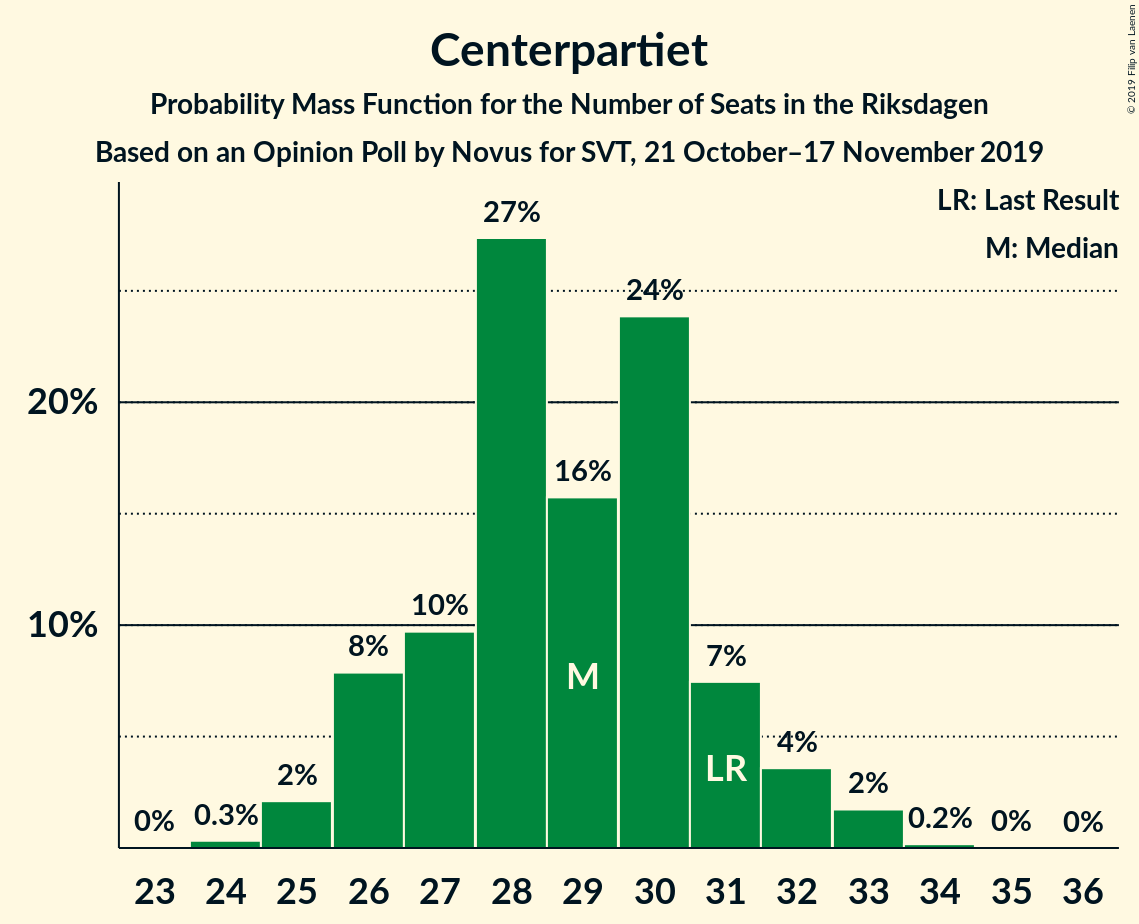 Centerpartiet
Probability Mass Function for the Number of Seats in the Riksdagen
Based on an Opinion Poll by Novus for SVT, 21 October–17 November 2019
© 2019 Filip van Laenen
LR: Last Result
M: Median
20%
10%
0%
0.3%
2%
8%
10%
27%
16%
24%
7%
4%
2%
0.2%
0%
0%
M
LR
23 24 25 26 27 28 29 30 31 32 33 34 35 36